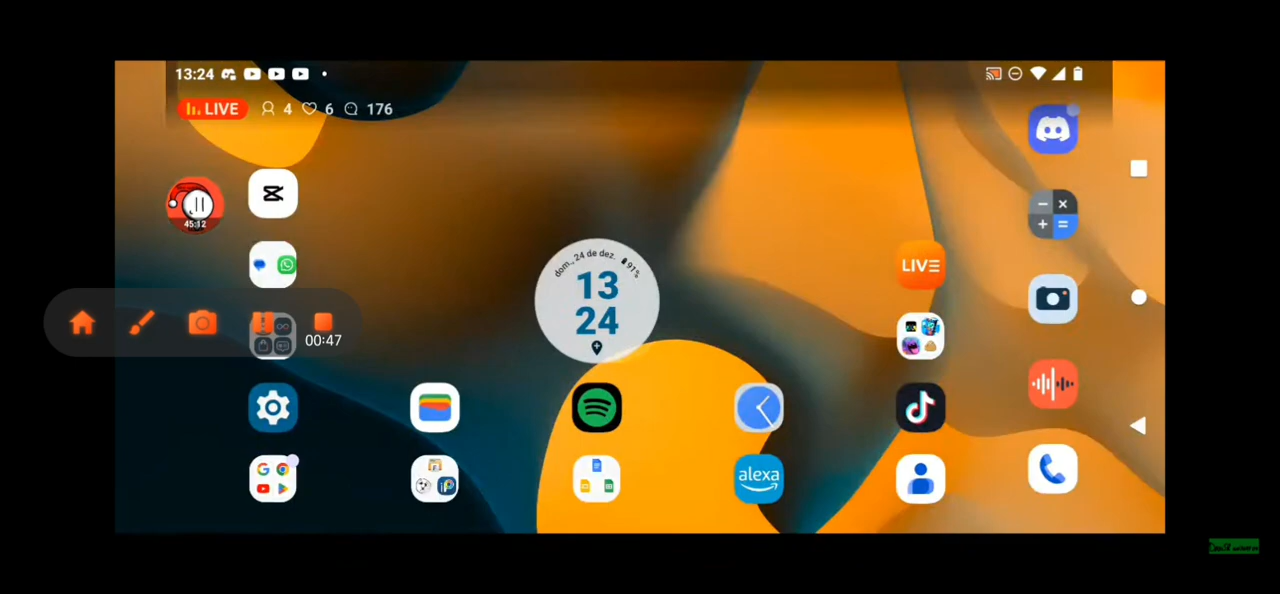 13:24
LIVE 4 6 176
45:12
00:47
dom., 24 de dez. 91%
13
24
LIVE
alexa